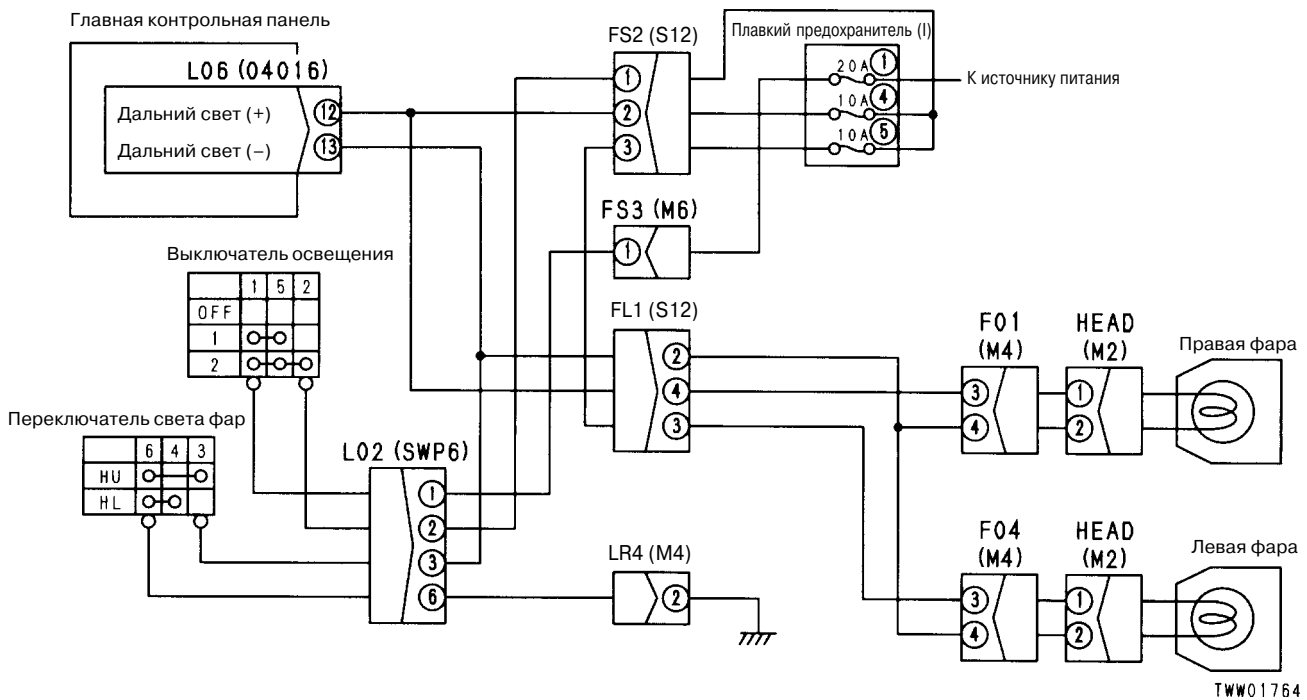 Главная контрольная панель
L06 (04016)
Дальний свет (+)
12
Дальний свет (−)
13
FS2 (S12)
1
2
3
Плавкий предохранитель (I)
20A
1
10A
4
10A
5
К источнику питания
FS3 (M6)
1
Выключатель освещения
1 5 2
OFF
1
2
FL1 (S12)
2
4
3
F01
(M4)
3
4
HEAD
(M2)
1
2
Правая фара
Переключатель света фар
6 4 3
HU
HL
L02 (SWP6)
1
2
3
6
LR4 (M4)
2
F04
(M4)
3
4
HEAD
(M2)
1
2
Левая фара
TWW01764